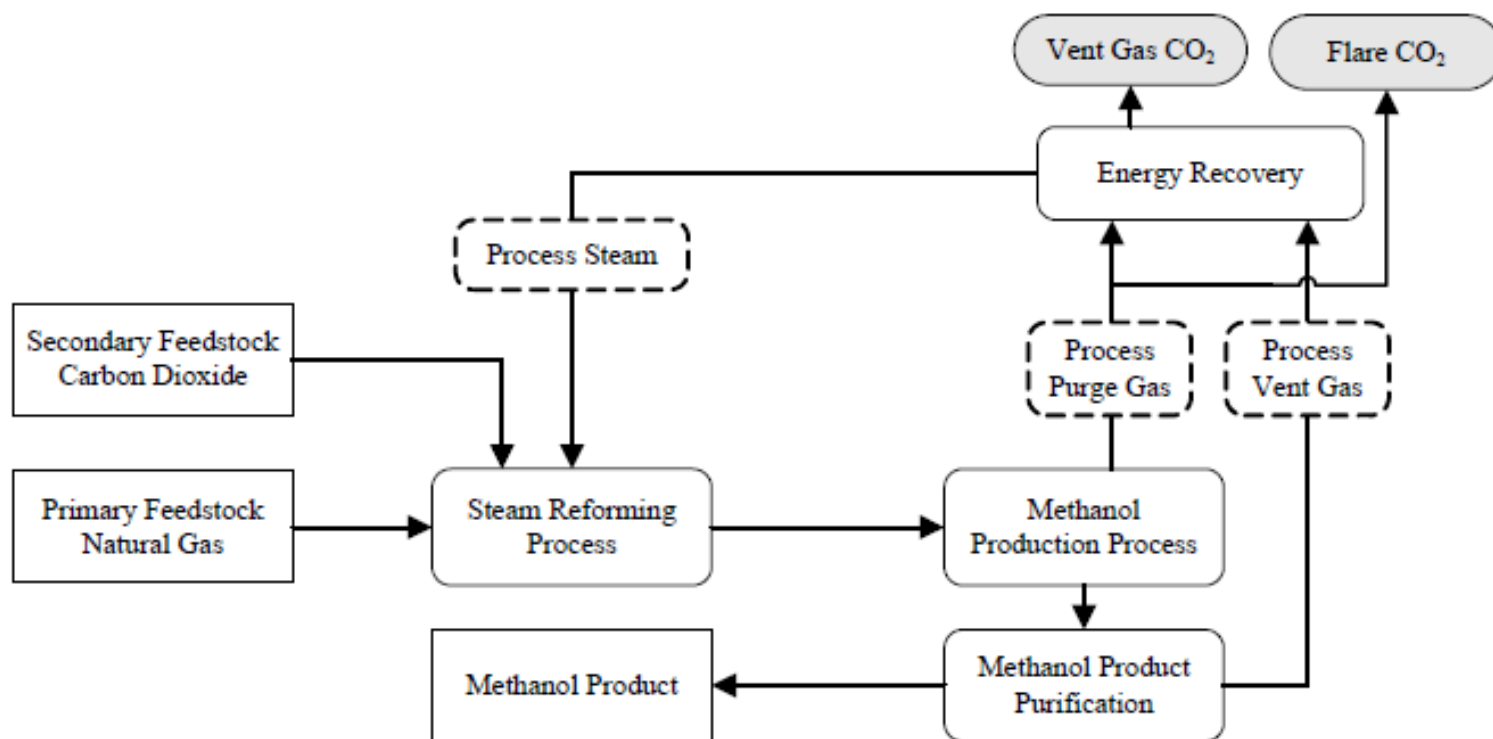 Vent Gas CO₂
Flare CO₂
Energy Recovery
Process Steam
Secondary Feedstock
Carbon Dioxide
Process
Purge Gas
Process
Vent Gas
Primary Feedstock
Natural Gas
Steam Reforming
Process
Methanol
Production Process
Methanol Product
Methanol Product
Purification